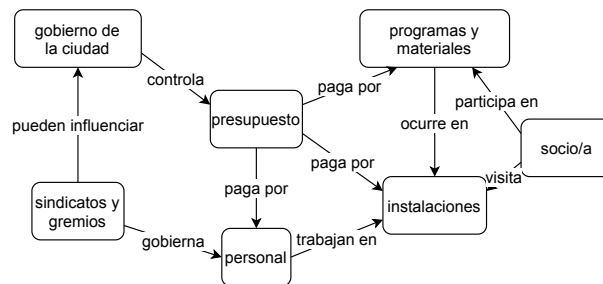 gobierno de
la ciudad
programas y
materiales
controla
paga por
participa en
presupuesto
pueden influenciar
ocurre en
socio/a
paga por
paga por
visita
sindicatos y
gremios
instalaciones
gobierna
personal
trabajan en